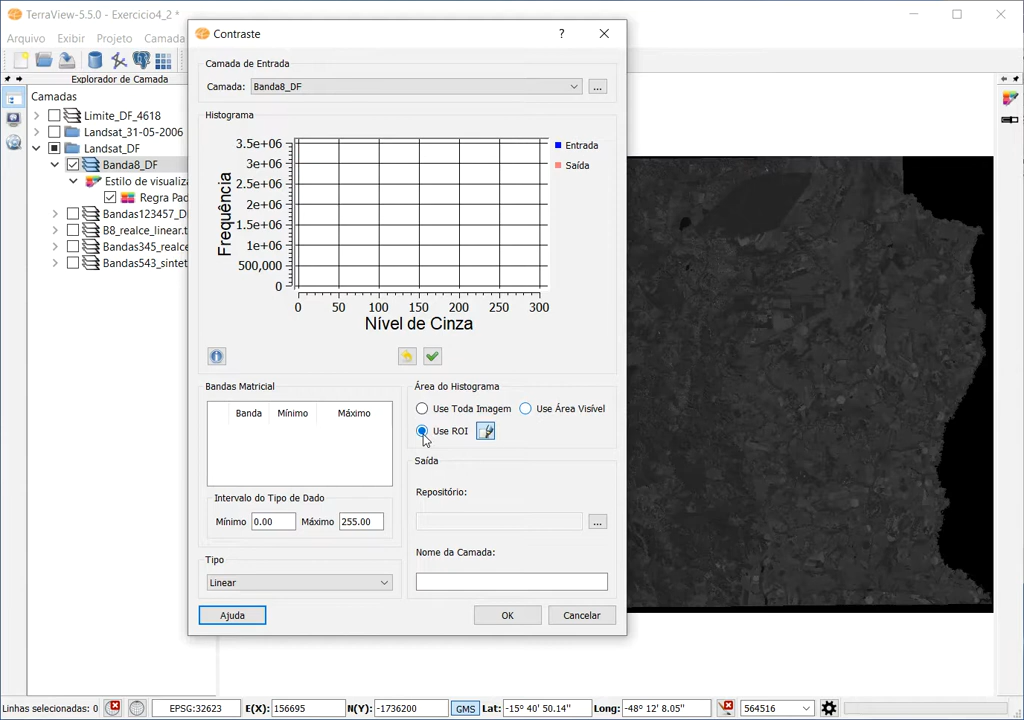 TerraView-5.5.0 - Exercicio4_2 *
Arquivo Exibir Projeto Camada
Explorador de Camada
Camadas
Limite_DF_4618
Landsat_31-05-2006
Landsat_DF
Banda8_DF
Estilo de visualiza
Regra Pad
Bandas123457_D
B8_realce_linear.t
Bandas345_realce
Bandas543_sintet
Contraste
?
Camada de Entrada
Camada: Banda8_DF ...
Histograma
Frequência
3.5e+06
3e+06
2.5e+06
2e+06
1.5e+06
1e+06
500,000
0
0 50 100 150 200 250 300
Nível de Cinza
Entrada
Saída
Bandas Matricial
Banda Mínimo Máximo
Intervalo do Tipo de Dado
Mínimo 0.00 Máximo 255.00
Tipo
Linear
Área do Histograma
Use Toda Imagem Use Área Visível
Use ROI
Saída
Repositório:
...
Nome da Camada:
Ajuda OK Cancelar
Linhas selecionadas: 0 EPSG:32623 E(X): 156695 N(Y): -1736200 GMS Lat: -15° 40' 50.14" Long: -48° 12' 8.05" 564516